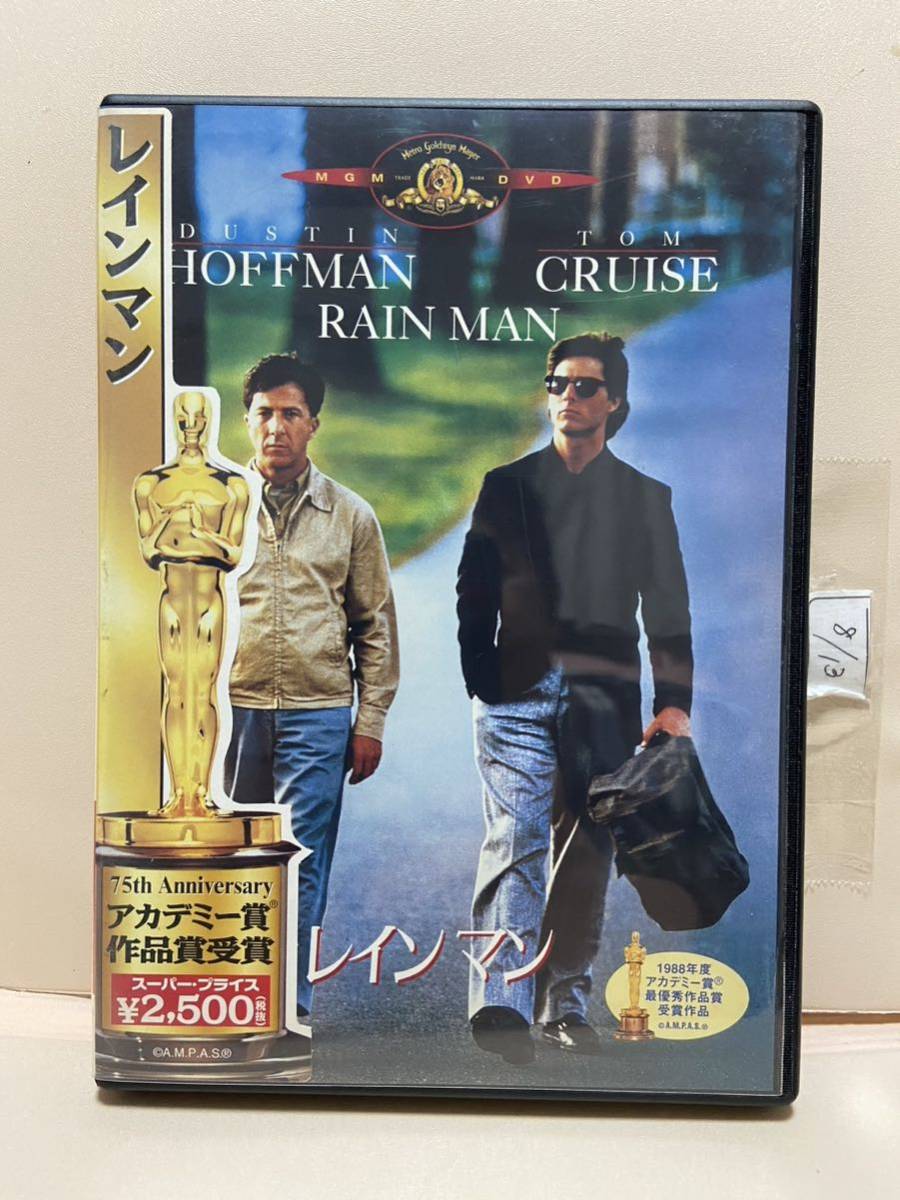 レインマン
Metro Goldwyn Mayer
MGM TRADE MARK DVD
DUSTIN
HOFFMAN
TOM
CRUISE
RAIN MAN
8/13
75th Anniversary
アカデミー賞®
作品賞受賞
スーパー・プライス
¥2,500(税抜)
©A.M.P.A.S.®
レインマン
1988年度
アカデミー賞®
最優秀作品賞
受賞作品
©A.M.P.A.S.®